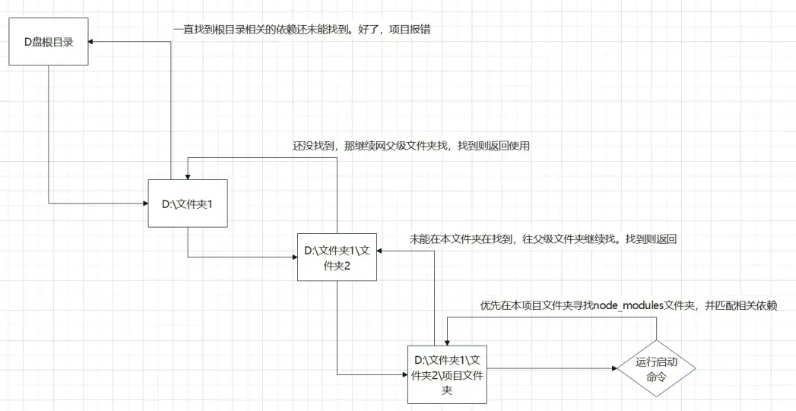 一直找到根目录相关的依赖还未能找到。好了，项目报错
D盘根目录
还没找到，那继续网父级文件夹找，找到则返回使用
D:\文件夹1
未能在本文件夹在找到，往父级文件夹继续找。找到则返回
D:\文件夹1\文
件夹2
优先在本项目文件夹寻找node_modules文件夹，并匹配相关依赖
D:\文件夹1\文
件夹2\项目文件
夹
运行启动
命令